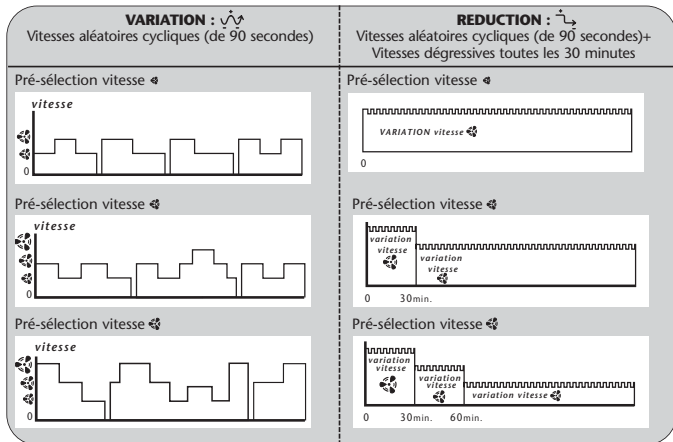 VARIATION :
Vitesses aléatoires cycliques (de 90 secondes)
Pré-sélection vitesse
vitesse
0
Pré-sélection vitesse
vitesse
0
Pré-sélection vitesse
vitesse
0
REDUCTION :
Vitesses aléatoires cycliques (de 90 secondes)+
Vitesses dégressives toutes les 30 minutes
Pré-sélection vitesse
VARIATION vitesse
0
Pré-sélection vitesse
variation
vitesse
variation
vitesse
0 30min.
Pré-sélection vitesse
variation
vitesse
variation
vitesse
variation vitesse
0 30min. 60min.